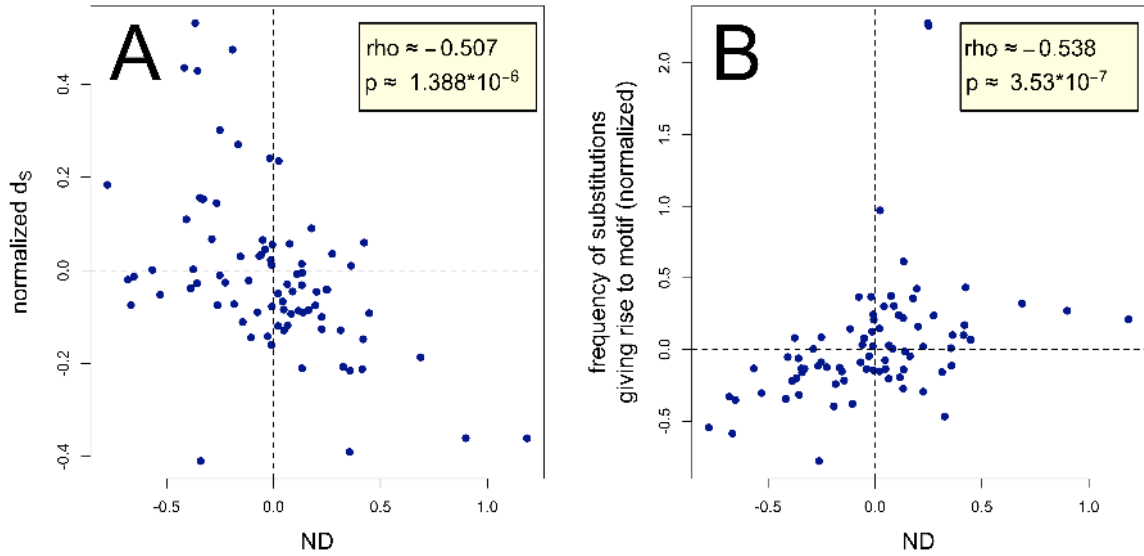 A
rho ≈ −0.507
p ≈ 1.388*10⁻⁶
normalized dₛ
0.4
0.2
0.0
-0.2
-0.4
-0.5
0.0
0.5
1.0
ND
B
rho ≈ −0.538
p ≈ 3.53*10⁻⁷
frequency of substitutions
giving rise to motif (normalized)
2.0
1.5
1.0
0.5
0.0
-0.5
-0.5
0.0
0.5
1.0
ND